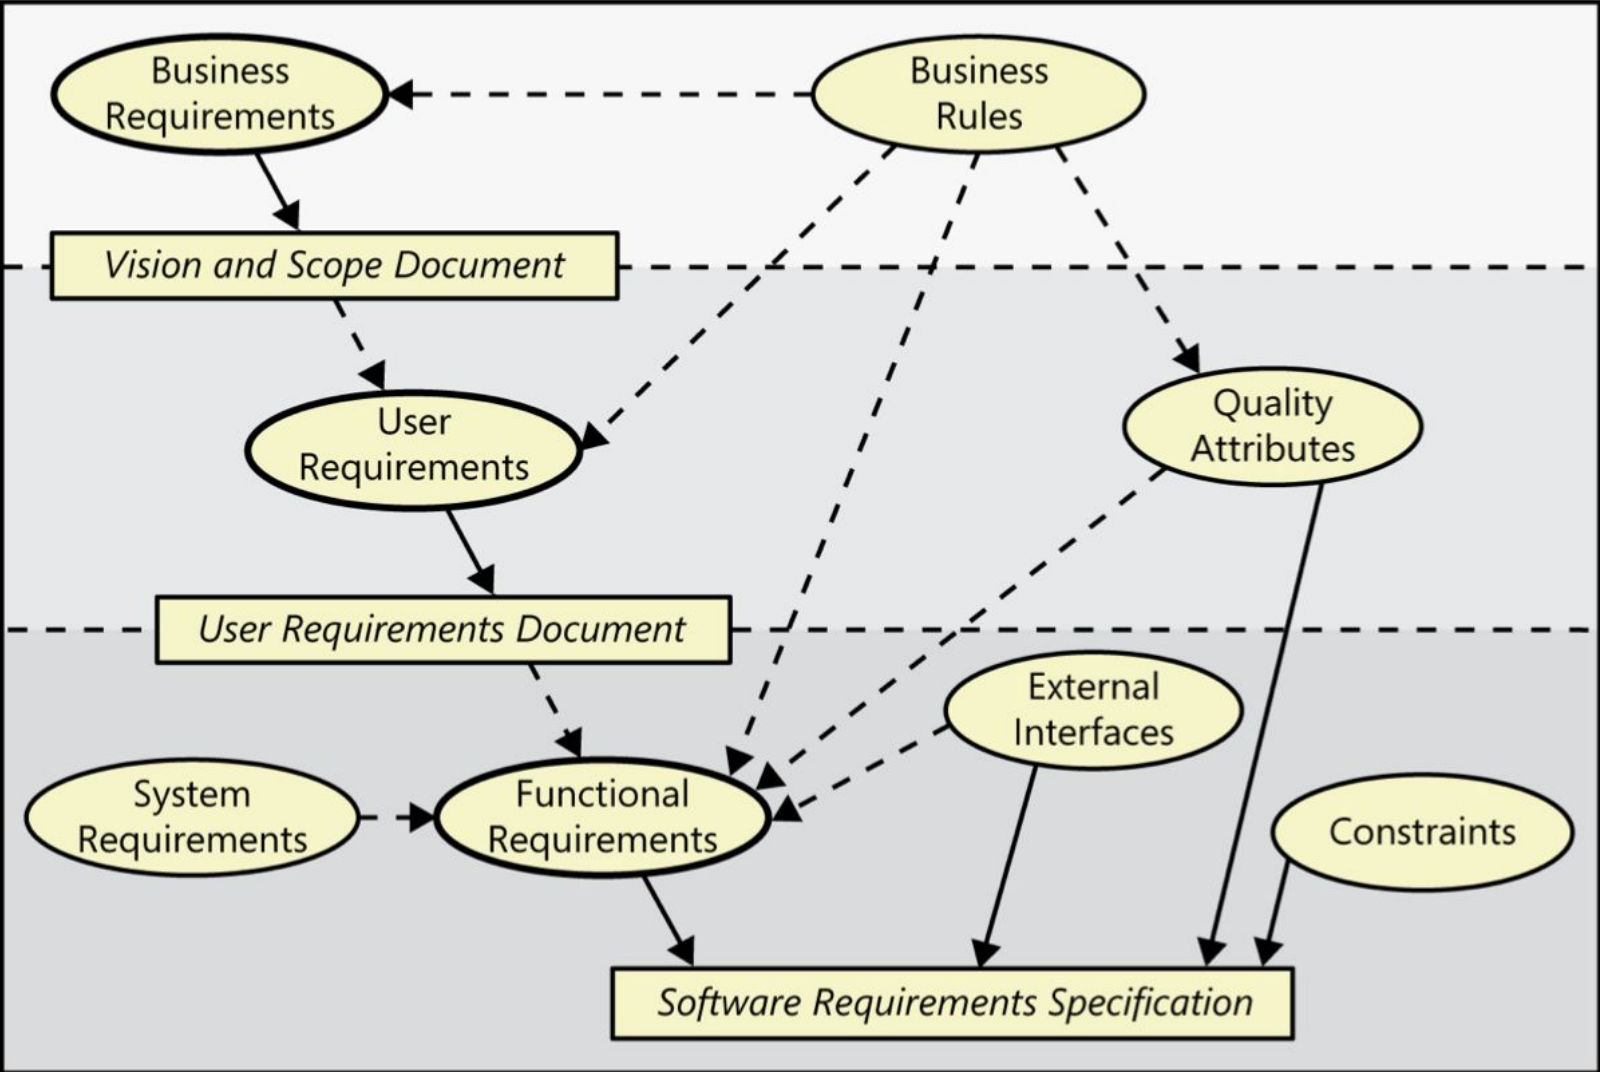 Business
Requirements
Business
Rules
Vision and Scope Document
User
Requirements
Quality
Attributes
User Requirements Document
External
Interfaces
System
Requirements
Functional
Requirements
Constraints
Software Requirements Specification